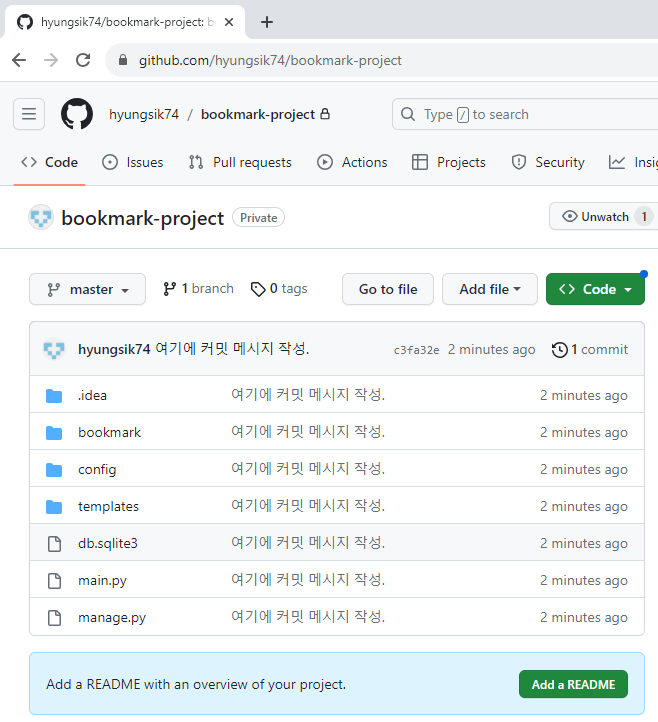 hyungsik74/bookmark-project:
github.com/hyungsik74/bookmark-project
hyungsik74 / bookmark-project
Type / to search
Code Issues Pull requests Actions Projects Security
bookmark-project Private
Unwatch 1
master 1 branch 0 tags Go to file Add file Code
hyungsik74 여기에 커밋 메시지 작성. c3fa32e 2 minutes ago 1 commit
.idea 여기에 커밋 메시지 작성. 2 minutes ago
bookmark 여기에 커밋 메시지 작성. 2 minutes ago
config 여기에 커밋 메시지 작성. 2 minutes ago
templates 여기에 커밋 메시지 작성. 2 minutes ago
db.sqlite3 여기에 커밋 메시지 작성. 2 minutes ago
main.py 여기에 커밋 메시지 작성. 2 minutes ago
manage.py 여기에 커밋 메시지 작성. 2 minutes ago
Add a README with an overview of your project. Add a README